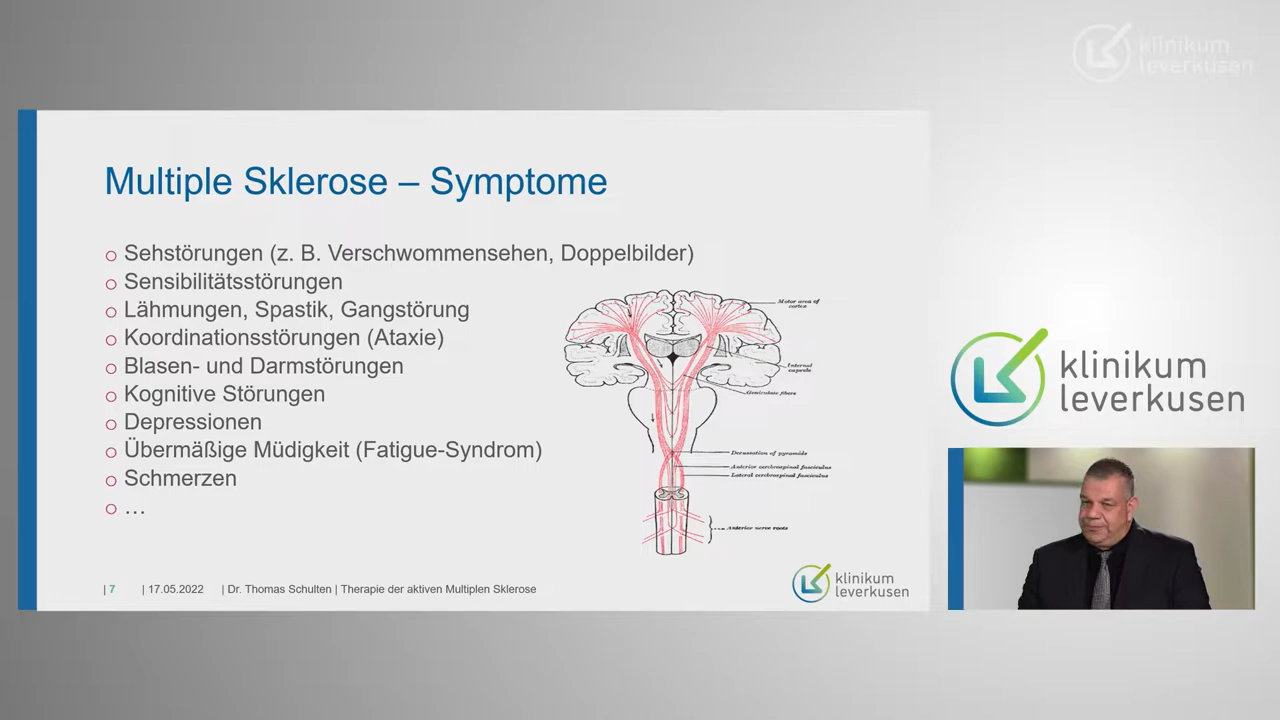 klinikum
leverkusen
Multiple Sklerose – Symptome
o Sehstörungen (z. B. Verschwommensehen, Doppelbilder)
o Sensibilitätsstörungen
o Lähmungen, Spastik, Gangstörung
o Koordinationsstörungen (Ataxie)
o Blasen- und Darmstörungen
o Kognitive Störungen
o Depressionen
o Übermäßige Müdigkeit (Fatigue-Syndrom)
o Schmerzen
o …
Motor area of
cortex
Internal
capsule
Geniculate fibers
Decussation of pyramids
Anterior cerebrospinal fasciculus
Lateral cerebrospinal fasciculus
Anterior nerve roots
| 7 | 17.05.2022 | Dr. Thomas Schulten | Therapie der aktiven Multiplen Sklerose
klinikum
leverkusen
klinikum
leverkusen